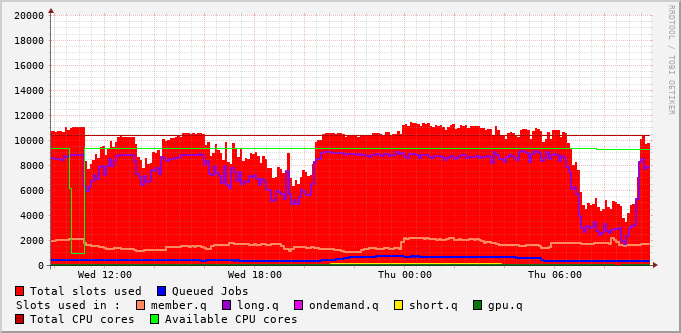 20000
18000
16000
14000
12000
10000
8000
6000
4000
2000
0
Wed 12:00 Wed 18:00 Thu 00:00 Thu 06:00
RRDTOOL / TOBI OETIKER
Total slots used Queued Jobs
Slots used in : member.q long.q ondemand.q short.q gpu.q
Total CPU cores Available CPU cores